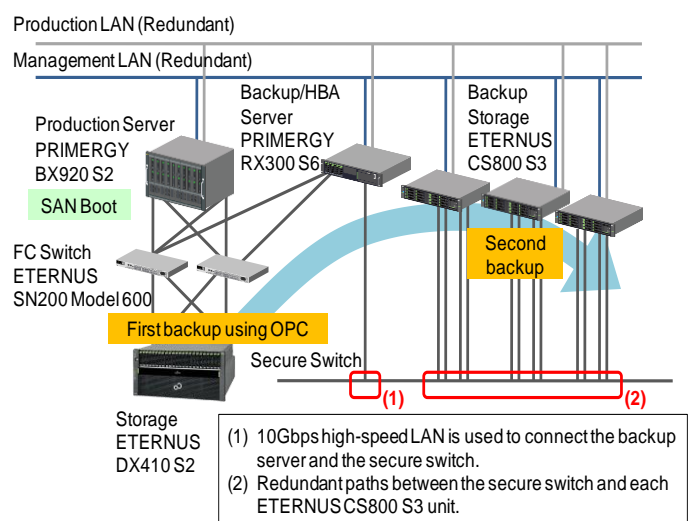 Production LAN (Redundant)
Management LAN (Redundant)
Backup/HBA
Server
PRIMERGY
RX300 S6
Backup
Storage
ETERNUS
CS800 S3
Production Server
PRIMERGY
BX920 S2
SAN Boot
FC Switch
ETERNUS
SN200 Model 600
Second
backup
First backup using OPC
Secure Switch
(1)
(2)
Storage
ETERNUS
DX410 S2
(1) 10Gbps high-speed LAN is used to connect the backup
server and the secure switch.
(2) Redundant paths between the secure switch and each
ETERNUS CS800 S3 unit.